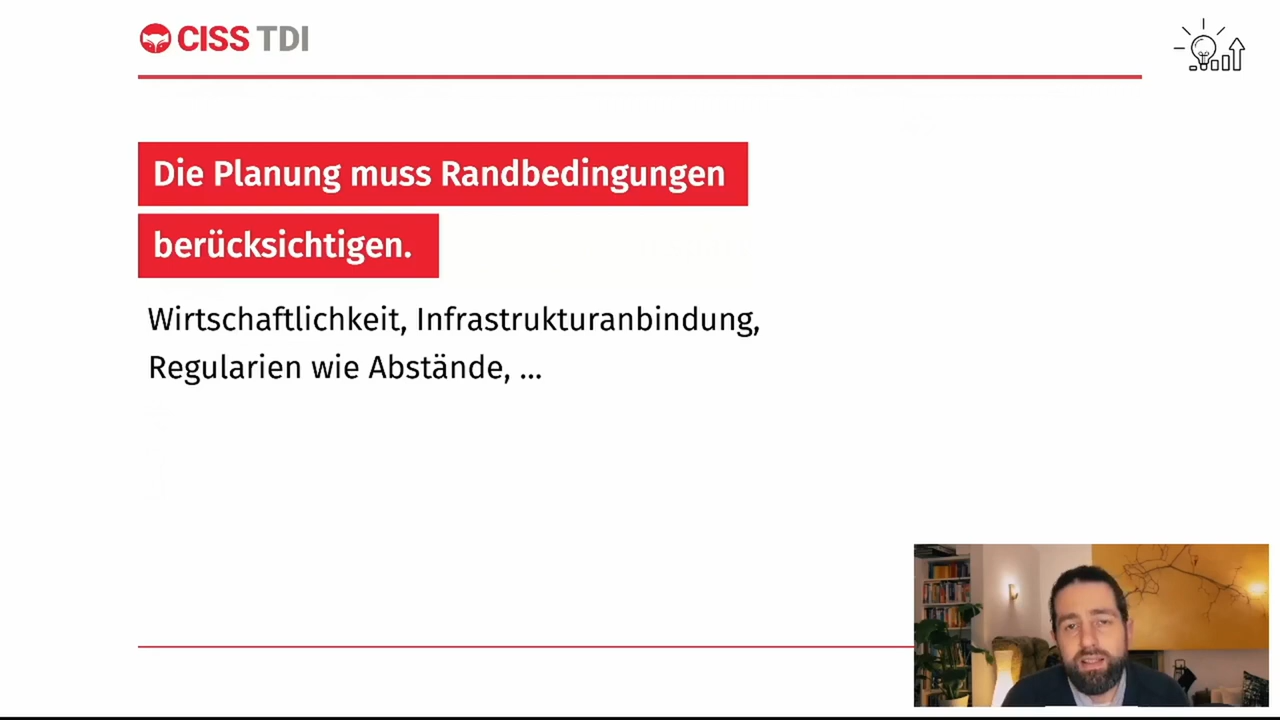 CISS TDI
Die Planung muss Randbedingungen
berücksichtigen.
Wirtschaftlichkeit, Infrastrukturanbindung,
Regularien wie Abstände, ...